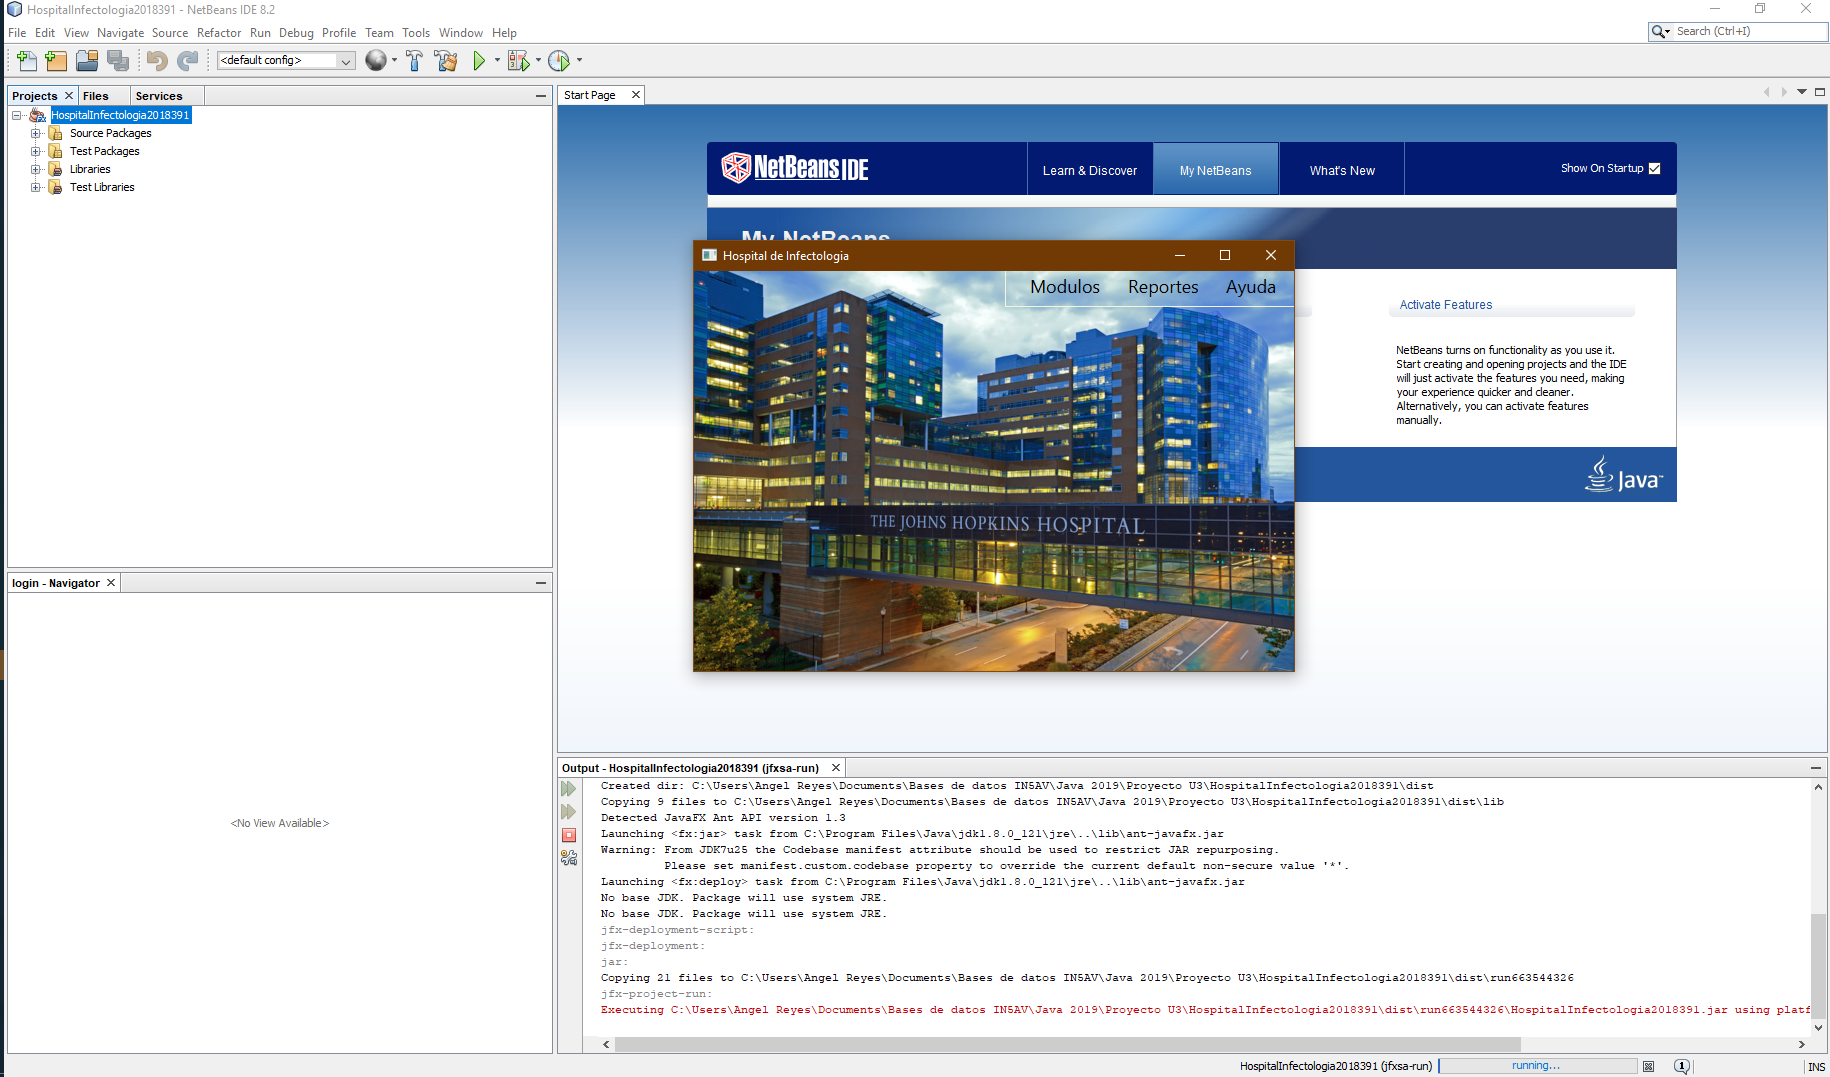 HospitalInfectologia2018391 - NetBeans IDE 8.2
File Edit View Navigate Source Refactor Run Debug Profile Team Tools Window Help
Search (Ctrl+I)
<default config>
Projects Files Services
HospitalInfectologia2018391
Source Packages
Test Packages
Libraries
Test Libraries
login - Navigator
<No View Available>
Start Page
NetBeans IDE
Learn & Discover
My NetBeans
What's New
Show On Startup
My NetBeans
Activate Features
NetBeans turns on functionality as you use it.
Start creating and opening projects and the IDE
will just activate the features you need, making
your experience quicker and cleaner.
Alternatively, you can activate features
manually.
Java™
Hospital de Infectologia
Modulos Reportes Ayuda
THE JOHNS HOPKINS HOSPITAL
Output - HospitalInfectologia2018391 (jfxsa-run)
Created dir: C:\Users\Angel Reyes\Documents\Bases de datos IN5AV\Java 2019\Proyecto U3\HospitalInfectologia2018391\dist
Copying 9 files to C:\Users\Angel Reyes\Documents\Bases de datos IN5AV\Java 2019\Proyecto U3\HospitalInfectologia2018391\dist\lib
Detected JavaFX Ant API version 1.3
Launching <fx:jar> task from C:\Program Files\Java\jdk1.8.0_121\jre\..\lib\ant-javafx.jar
Warning: From JDK7u25 the Codebase manifest attribute should be used to restrict JAR repurposing.
Please set manifest.custom.codebase property to override the current default non-secure value '*'.
Launching <fx:deploy> task from C:\Program Files\Java\jdk1.8.0_121\jre\..\lib\ant-javafx.jar
No base JDK. Package will use system JRE.
No base JDK. Package will use system JRE.
jfx-deployment-script:
jfx-deployment:
jar:
Copying 21 files to C:\Users\Angel Reyes\Documents\Bases de datos IN5AV\Java 2019\Proyecto U3\HospitalInfectologia2018391\dist\run663544326
jfx-project-run:
Executing C:\Users\Angel Reyes\Documents\Bases de datos IN5AV\Java 2019\Proyecto U3\HospitalInfectologia2018391\dist\run663544326\HospitalInfectologia2018391.jar using platf
HospitalInfectologia2018391 (jfxsa-run) running... 1 INS